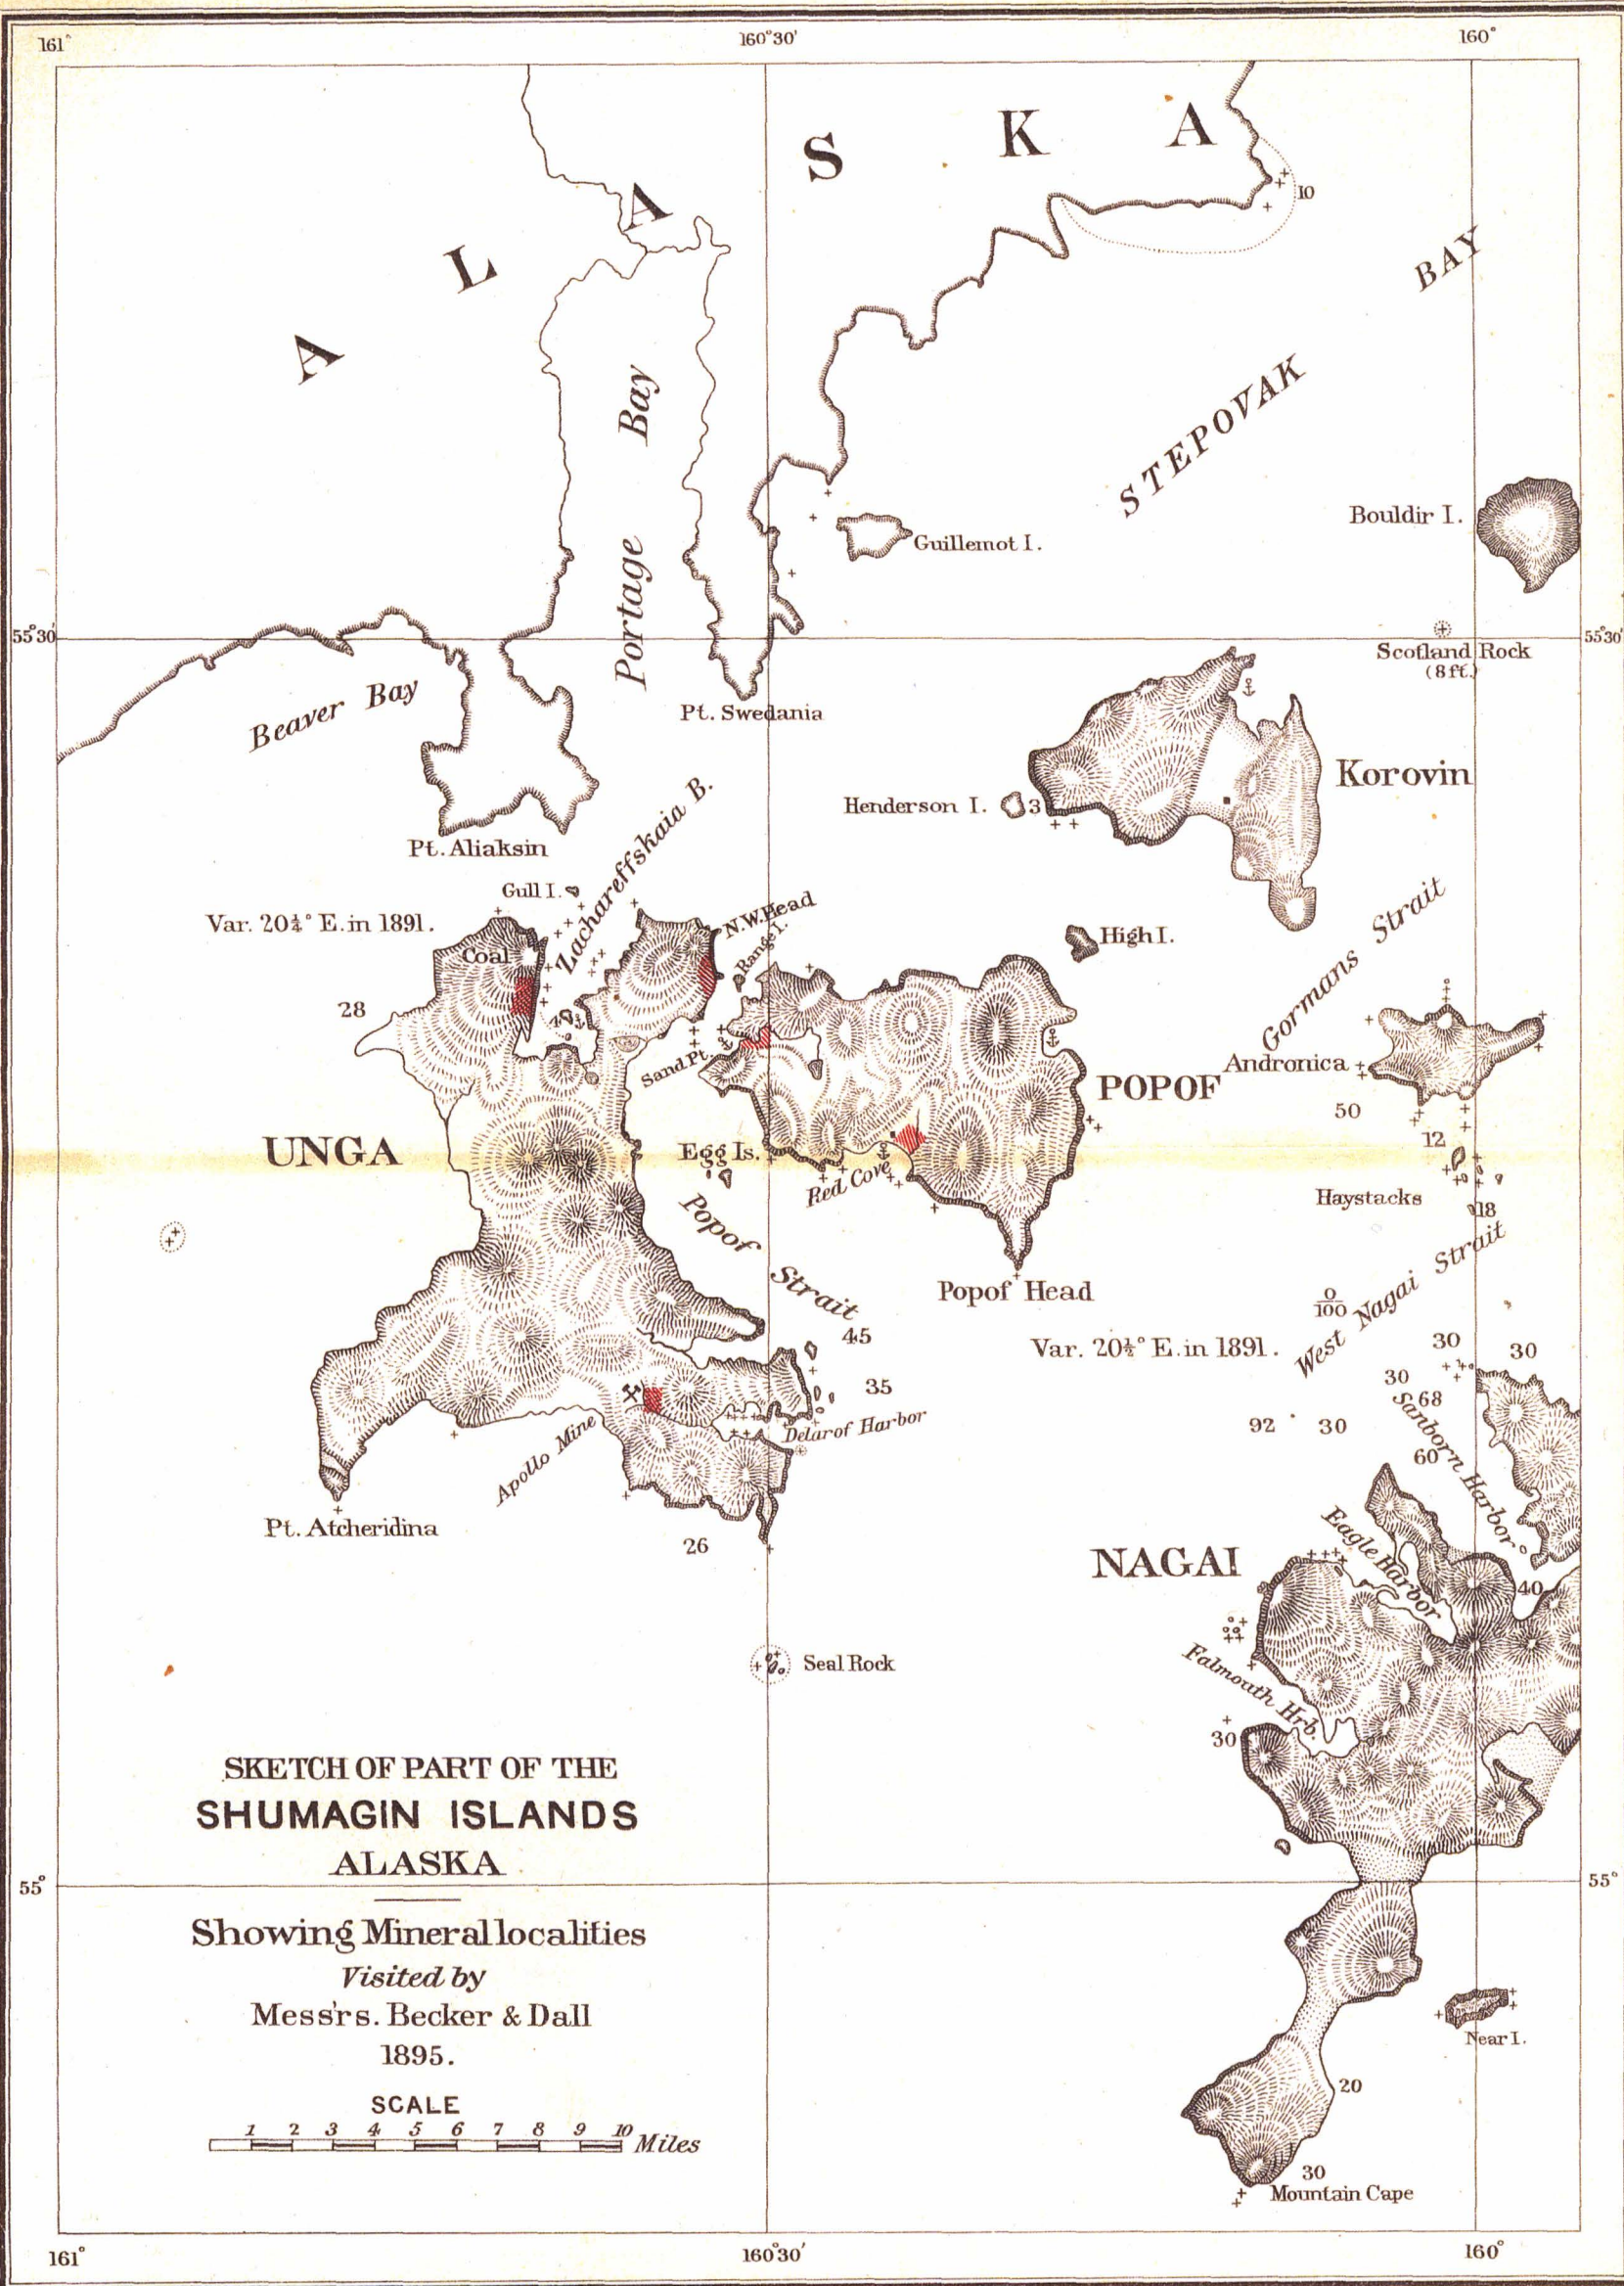 161°
160°30'
160°
ALASKA
10
BAY
STEPOVAK
Portage Bay
Bouldir I.
Guillemot I.
55°30'
55°30'
Scotland Rock
(8 ft.)
Beaver Bay
Pt. Swedania
Korovin
Henderson I.
3
Pt. Aliaksin
Zachareffskaia B.
Gull I.
Var. 20¼° E. in 1891.
N.W. Head
Range I.
High I.
Coal
Gormans Strait
28
Sand Pt.
Andronica
POPOF
50
12
UNGA
Egg Is.
Red Cove
Haystacks
18
Popof Strait
West Nagai Strait
Popof Head
0
100
45
Var. 20½° E. in 1891.
30
30
35
30
68
Sanborn Harbor
Delarof Harbor
92
30
60
Apollo Mine
Pt. Atcheridina
26
Eagle Harbor
NAGAI
40
Seal Rock
Falmouth Hrb.
30
SKETCH OF PART OF THE
SHUMAGIN ISLANDS
ALASKA
55°
55°
Showing Mineral localities
Visited by
Mess'rs. Becker & Dall
1895.
Near I.
20
SCALE
1 2 3 4 5 6 7 8 9 10 Miles
30
Mountain Cape
161°
160°30'
160°